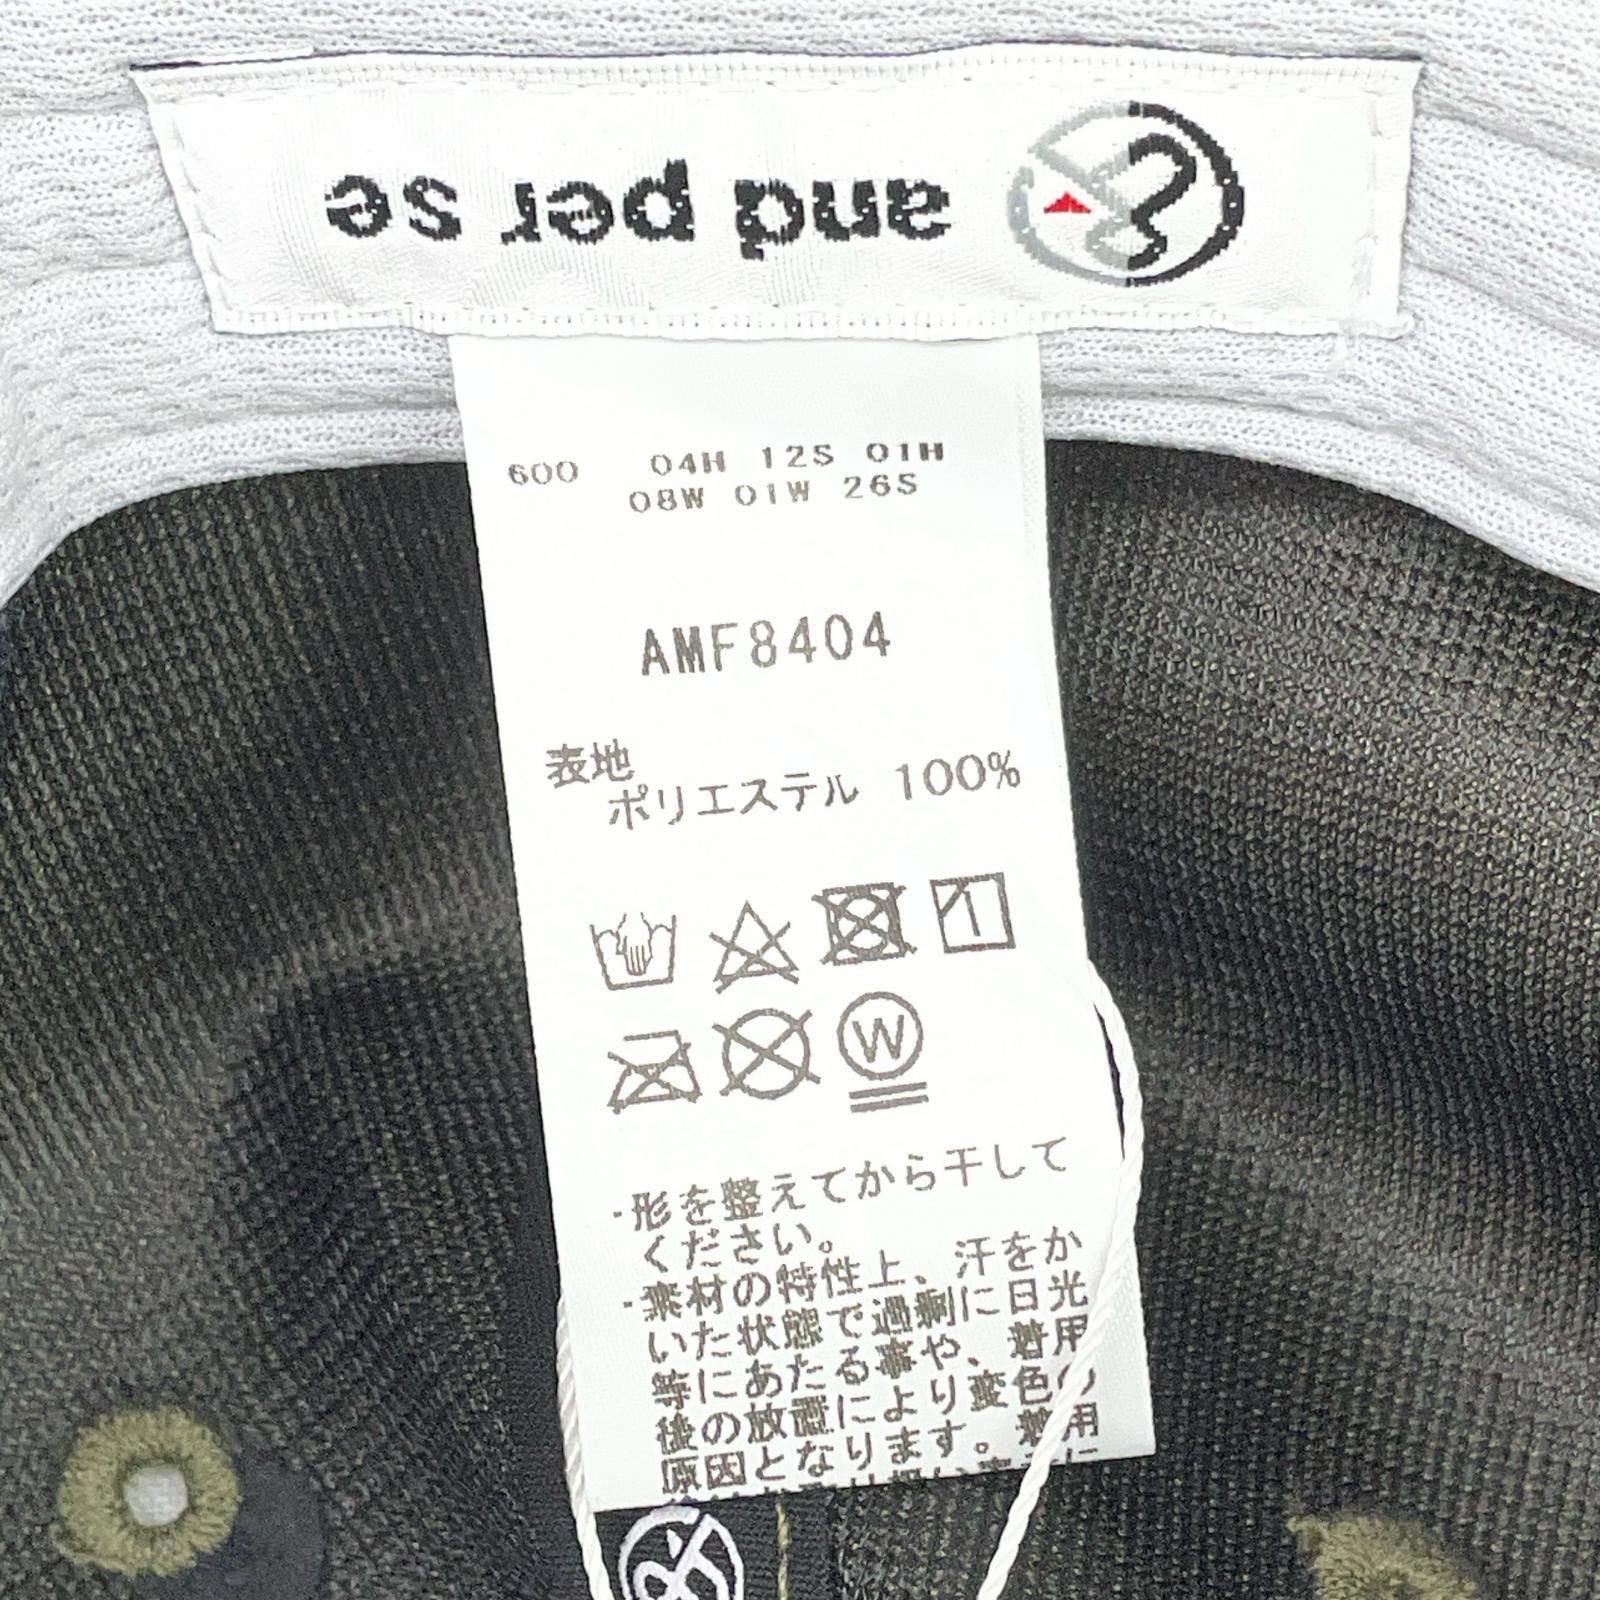 and per se
600 04H 12S 01H
08W 01W 26S
AMF8404
表地
ポリエステル 100%
1
W
・形を整えてから干して
ください。
・素材の特性上、汗をか
いた状態で過剰に日光
等にあたる事や、着用
後の放置により変色の
原因となります。着用